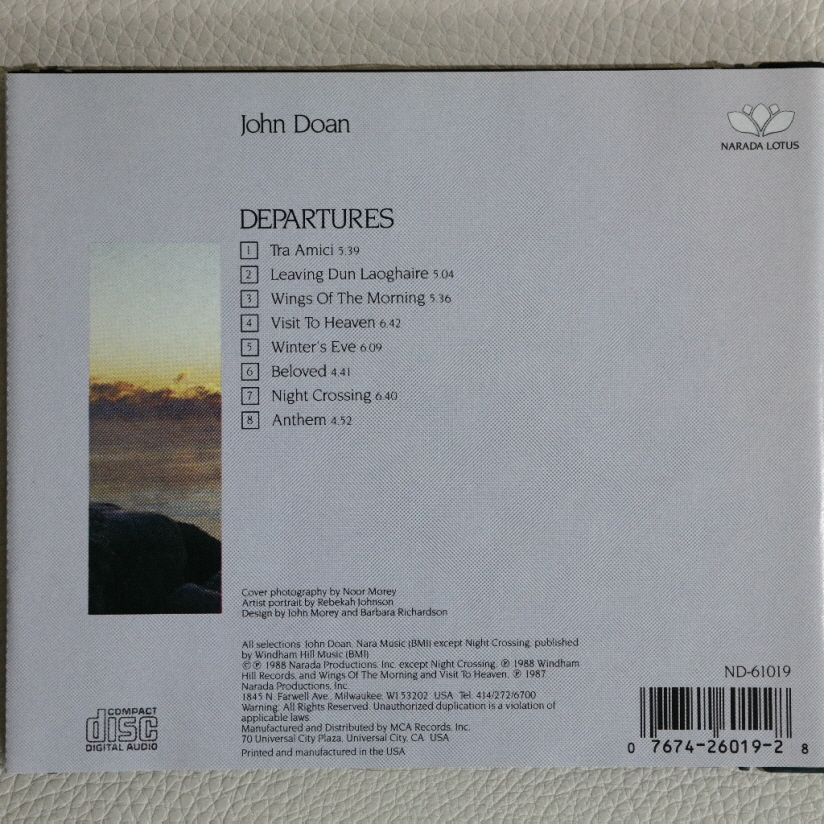 John Doan
NARADA LOTUS
DEPARTURES
1 Tra Amici 5.39
2 Leaving Dun Laoghaire 5.04
3 Wings Of The Morning 5.36
4 Visit To Heaven 6.42
5 Winter's Eve 6.09
6 Beloved 4.41
7 Night Crossing 6.40
8 Anthem 4.52
Cover photography by Noor Morey
Artist portrait by Rebekah Johnson
Design by John Morey and Barbara Richardson
All selections John Doan, Nara Music (BMI) except Night Crossing, published
by Windham Hill Music (BMI)
© ℗ 1988 Narada Productions, Inc. except Night Crossing, ℗ 1988 Windham
Hill Records, and Wings Of The Morning and Visit To Heaven, ℗ 1987
Narada Productions, Inc.
1845 N. Farwell Ave., Milwaukee, WI 53202 USA Tel: 414/272/6700
Warning: All Rights Reserved. Unauthorized duplication is a violation of
applicable laws.
Manufactured and Distributed by MCA Records, Inc.
70 Universal City Plaza, Universal City, CA USA
Printed and manufactured in the USA
COMPACT
disc
DIGITAL AUDIO
ND-61019
0 7674-26019-2 8